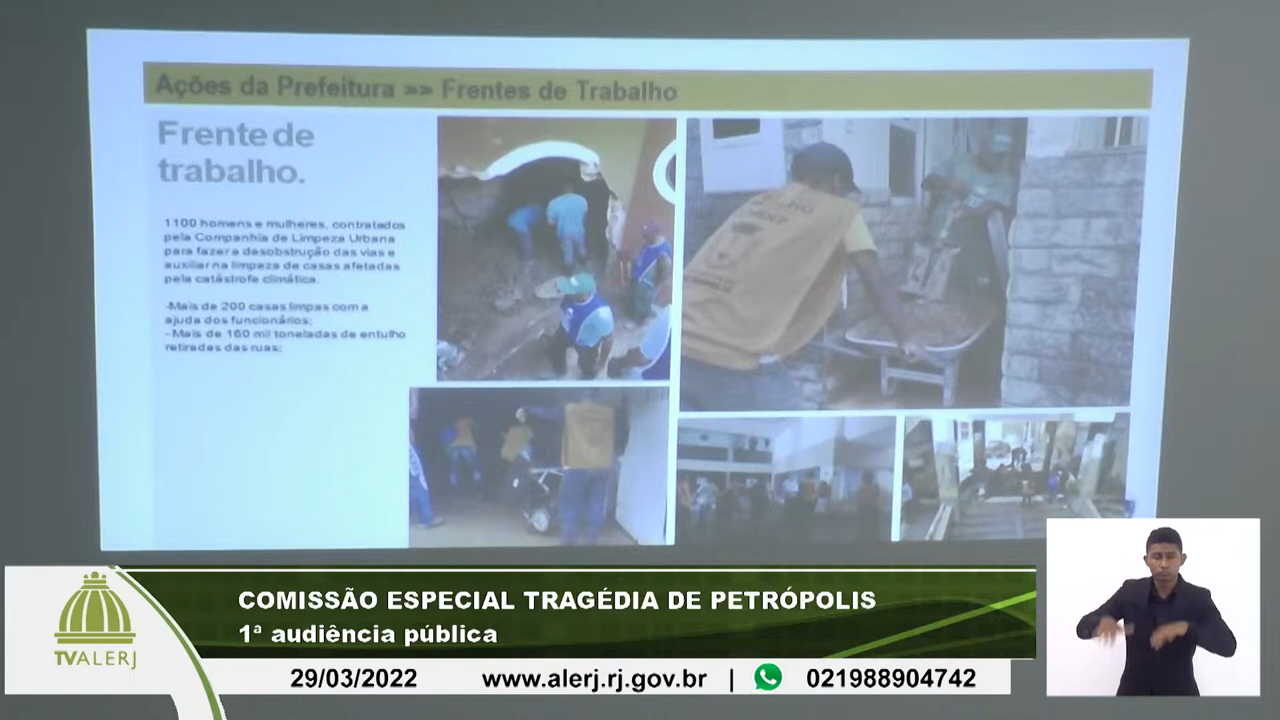 Ações da Prefeitura »» Frentes de Trabalho
Frente de
trabalho.
1100 homens e mulheres, contratados
pela Companhia de Limpeza Urbana
para fazer a desobstrução das vias e
auxiliar na limpeza de casas afetadas
pela catástrofe climática.
-Mais de 200 casas limpas com a
ajuda dos funcionários;
-Mais de 160 mil toneladas de entulho
retiradas das ruas;
COMISSÃO ESPECIAL TRAGÉDIA DE PETRÓPOLIS
1ª audiência pública
TVALERJ
29/03/2022 www.alerj.rj.gov.br | 021988904742